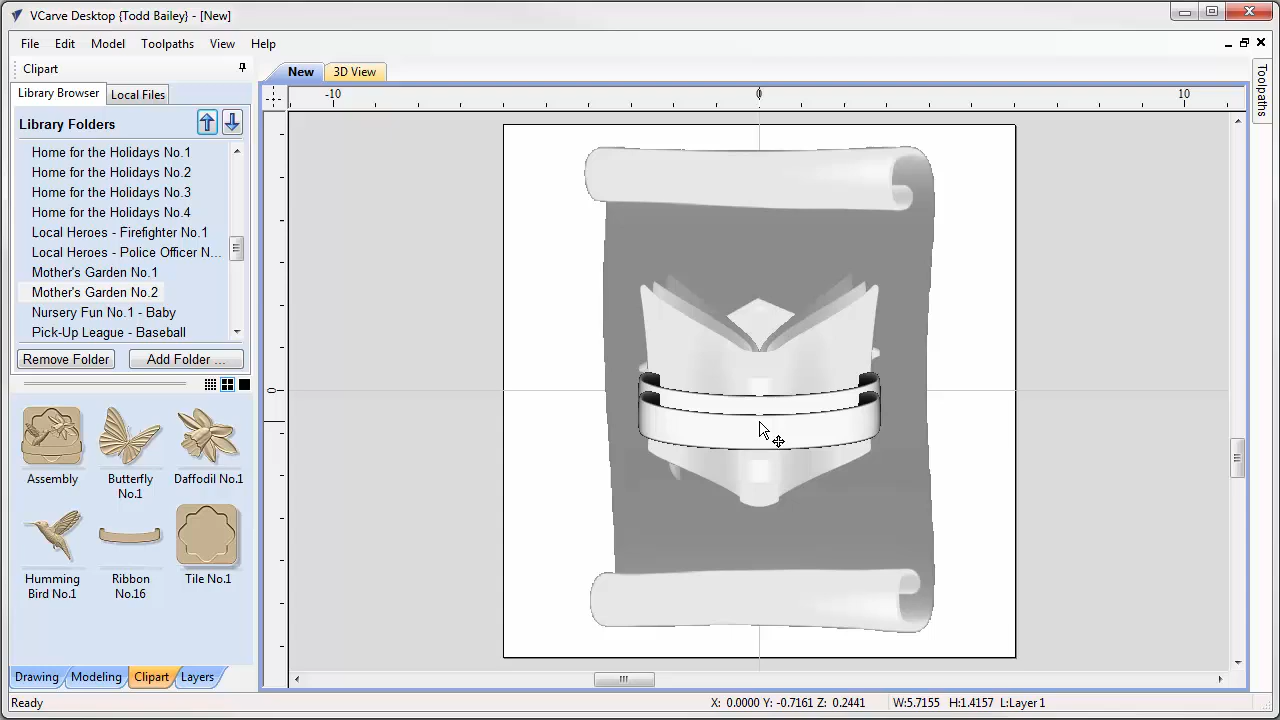 VCarve Desktop {Todd Bailey} - [New]
File Edit Model Toolpaths View Help
Clipart
Library Browser Local Files
Library Folders
Home for the Holidays No.1
Home for the Holidays No.2
Home for the Holidays No.3
Home for the Holidays No.4
Local Heroes - Firefighter No.1
Local Heroes - Police Officer N...
Mother's Garden No.1
Mother's Garden No.2
Nursery Fun No.1 - Baby
Pick-Up League - Baseball
Remove Folder Add Folder ...
Assembly
Butterfly No.1
Daffodil No.1
Humming Bird No.1
Ribbon No.16
Tile No.1
Drawing Modeling Clipart Layers
New 3D View
-10 0 10
0
Toolpaths
Ready
X: 0.0000 Y: -0.7161 Z: 0.2441 W:5.7155 H:1.4157 L:Layer 1